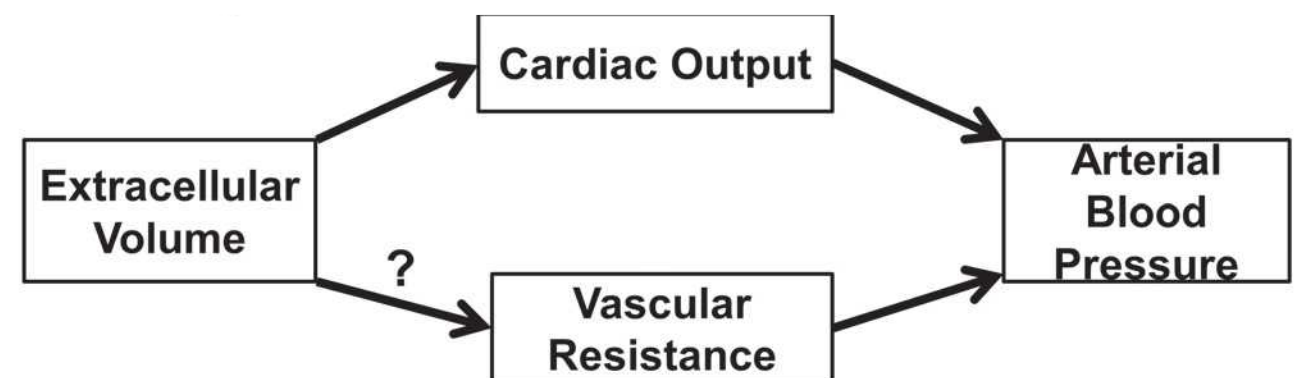 Cardiac Output
Extracellular
Volume
Arterial
Blood
Pressure
?
Vascular
Resistance